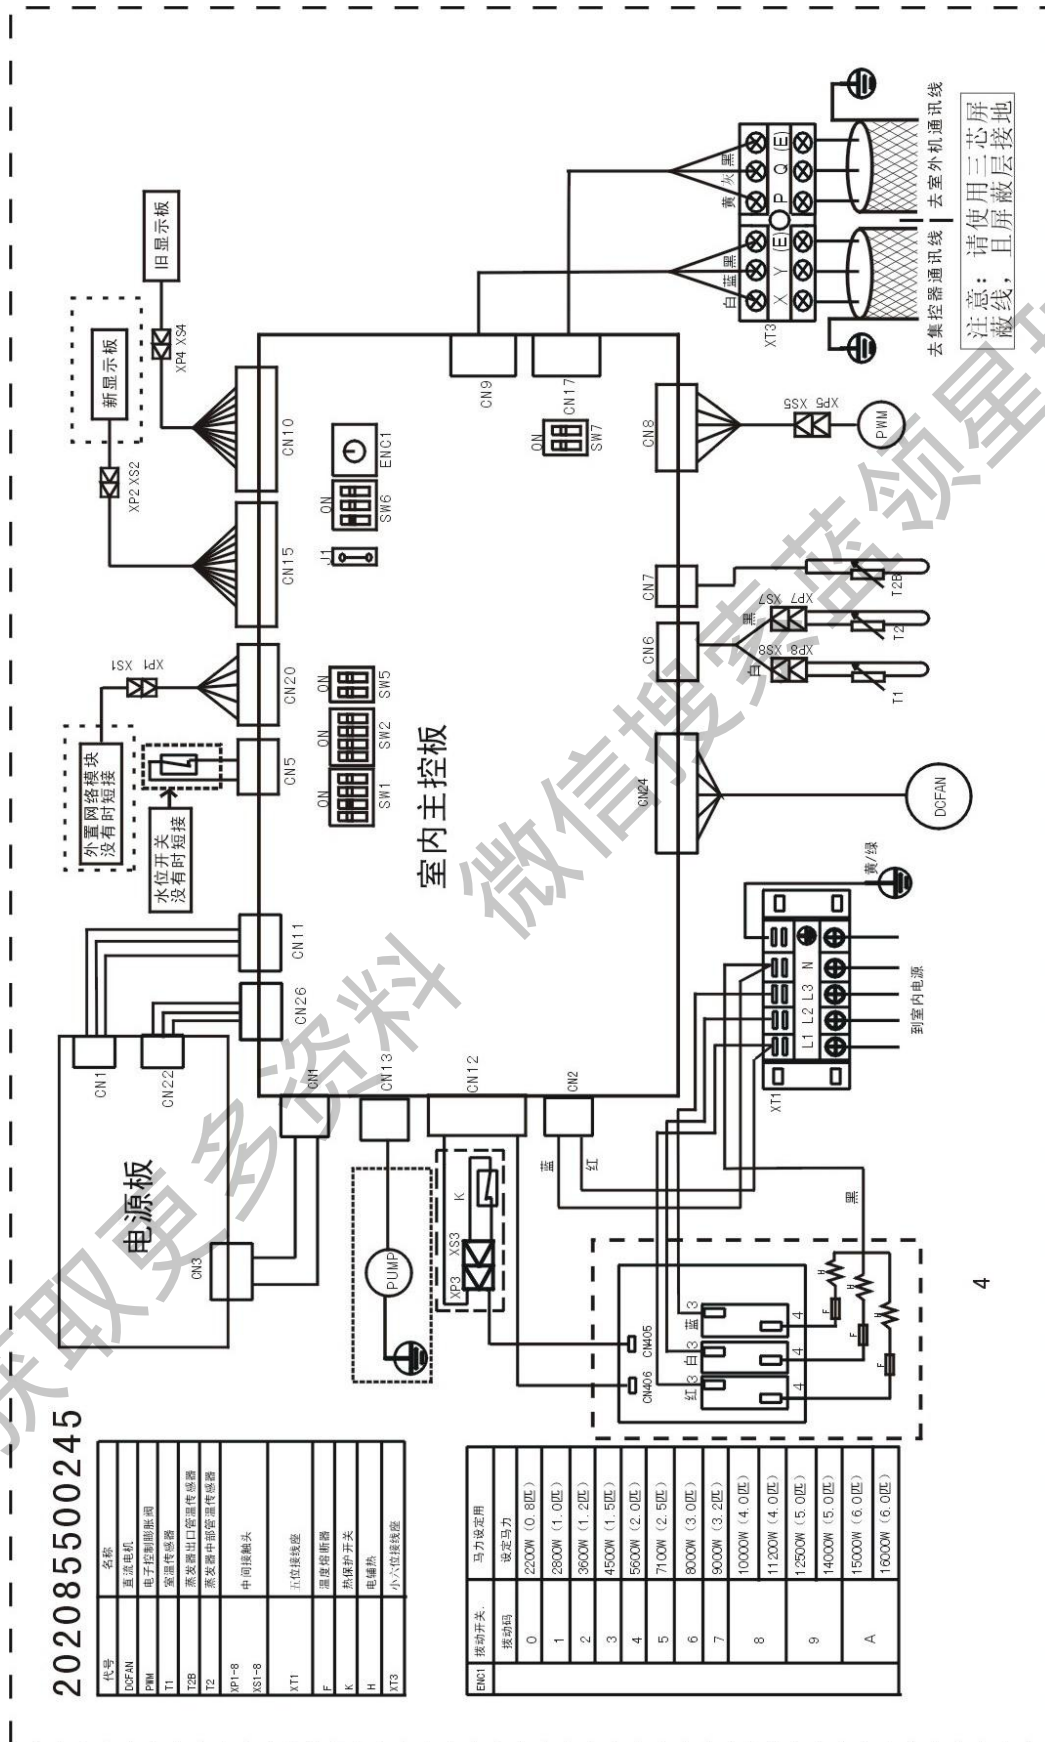 202085500245
代号 名称
DCFAN 直流电机
PWM 电子控制膨胀阀
T1 室温传感器
T2B 蒸发器出口管温传感器
T2 蒸发器中部管温传感器
XP1-8
XS1-8
中间接触头
XT1 五位接线座
F 温度熔断器
K 热保护开关
H 电辅热
XT3 小六位接线座
ENC1
拨动开关. 马力设定用
拨动码 设定马力
0 2200W (0.8匹)
1 2800W (1.0匹)
2 3600W (1.2匹)
3 4500W (1.5匹)
4 5600W (2.0匹)
5 7100W (2.5匹)
6 8000W (3.0匹)
7 9000W (3.2匹)
8 10000W (4.0匹)
11200W (4.0匹)
9 12500W (5.0匹)
14000W (5.0匹)
A 15000W (6.0匹)
16000W (6.0匹)
电源板
CN1
CN22
CN3
外置网络模块
没有时短接
XS1 XP1
水位开关
没有时短接
新显示板
XP2 XS2
旧显示板
XP4 XS4
CN11
CN26
CN5
CN20
CN15
CN10
CN1
CN13
CN12
CN2
室内主控板
ON
SW1
ON
SW2
ON
SW5
J1
ON
SW6
ENC1
ON
SW7
CN9
CN17
CN24
CN6
CN7
CN8
PUMP
XP3 XS3
K
蓝
红
CN406
CN405
红 3
白 3
蓝 3
4
4
4
F
F
F
H
H
H
黑
XT1
L1 L2 L3 N
到室内电源
黄/绿
DCFAN
白
黑
XS8
XP8
XS7
XP7
T1
T2
T2B
XS5
XP5
PWM
白 蓝 黑
黄 灰 黑
XT3
X Y (E) P Q (E)
去集控器通讯线
去室外机通讯线
注意：请使用三芯屏
蔽线，且屏蔽层接地
4
获取更多资料 微信搜索蓝领星球